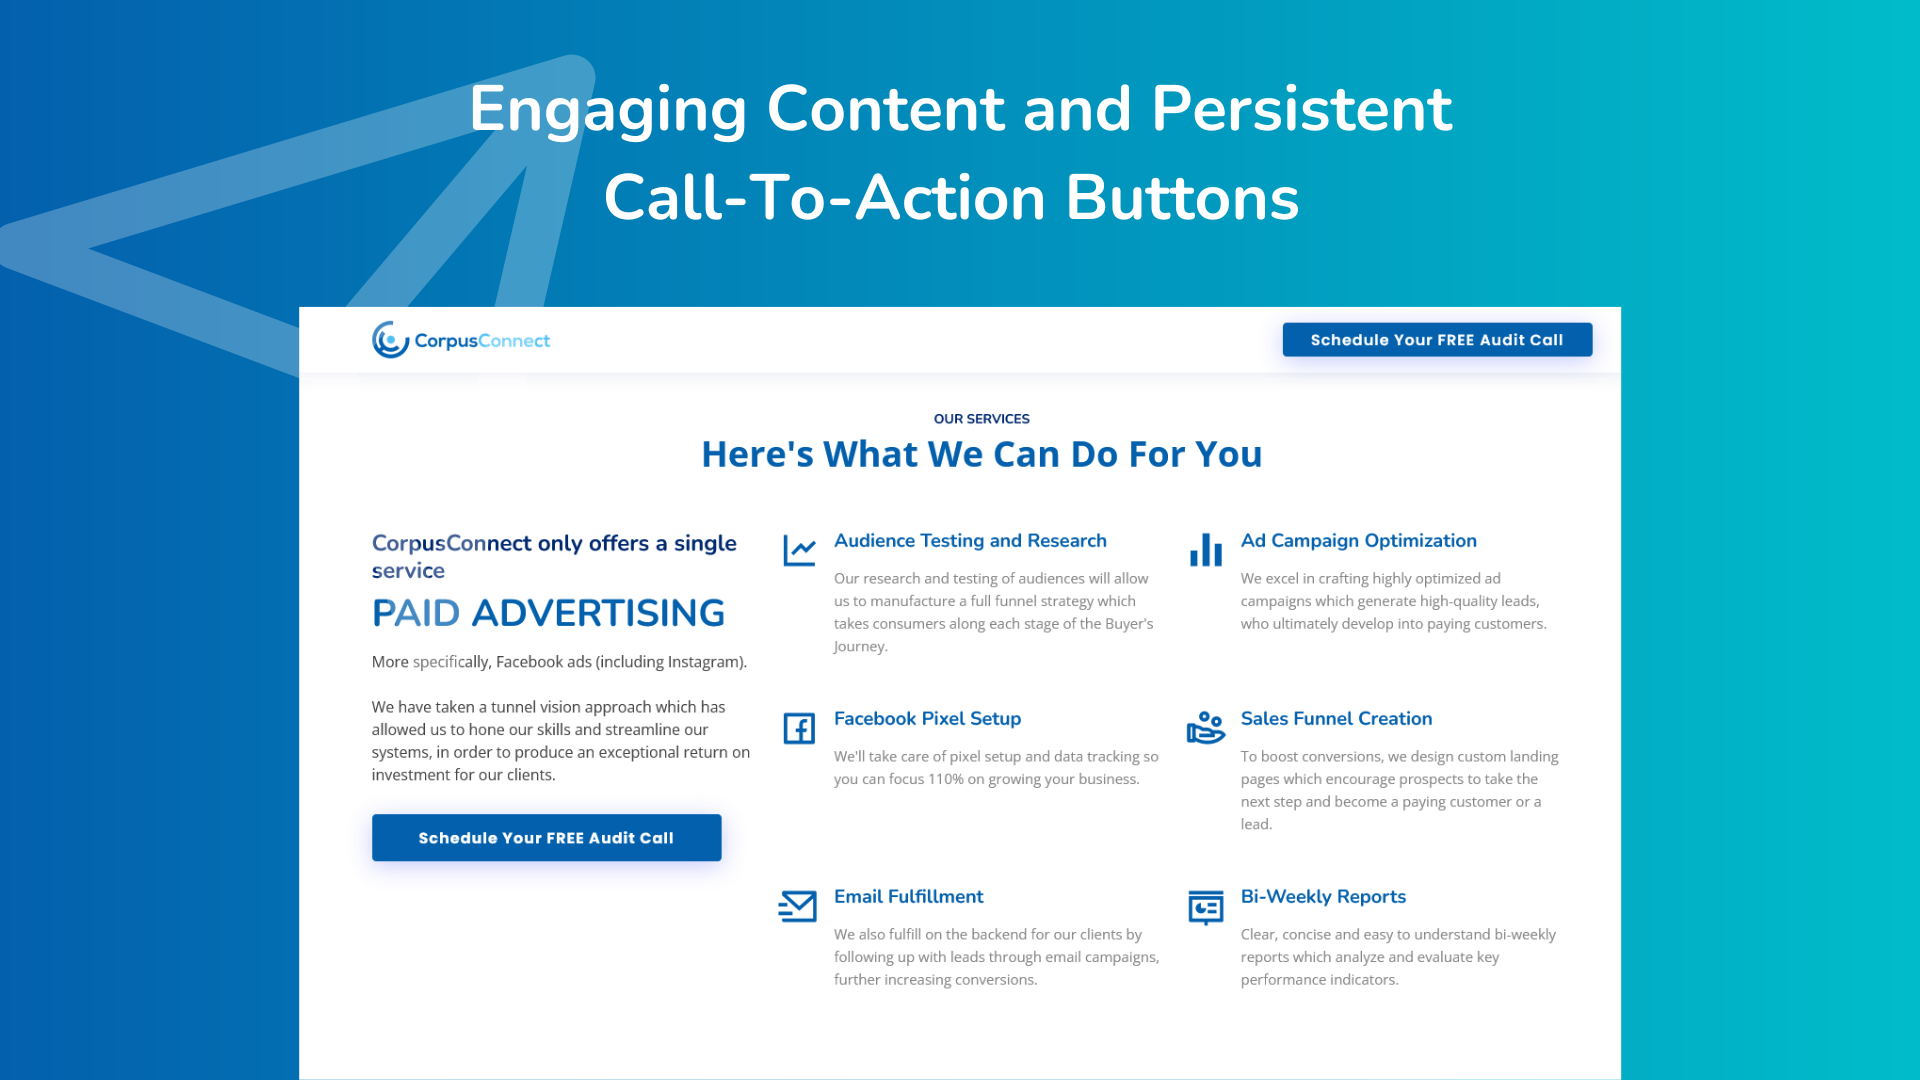 Engaging Content and Persistent
Call-To-Action Buttons
CorpusConnect
Schedule Your FREE Audit Call
OUR SERVICES
Here's What We Can Do For You
CorpusConnect only offers a single
service
PAID ADVERTISING
More specifically, Facebook ads (including Instagram).
We have taken a tunnel vision approach which has
allowed us to hone our skills and streamline our
systems, in order to produce an exceptional return on
investment for our clients.
Schedule Your FREE Audit Call
Audience Testing and Research
Our research and testing of audiences will allow
us to manufacture a full funnel strategy which
takes consumers along each stage of the Buyer's
Journey.
Ad Campaign Optimization
We excel in crafting highly optimized ad
campaigns which generate high-quality leads,
who ultimately develop into paying customers.
Facebook Pixel Setup
We'll take care of pixel setup and data tracking so
you can focus 110% on growing your business.
Sales Funnel Creation
To boost conversions, we design custom landing
pages which encourage prospects to take the
next step and become a paying customer or a
lead.
Email Fulfillment
We also fulfill on the backend for our clients by
following up with leads through email campaigns,
further increasing conversions.
Bi-Weekly Reports
Clear, concise and easy to understand bi-weekly
reports which analyze and evaluate key
performance indicators.